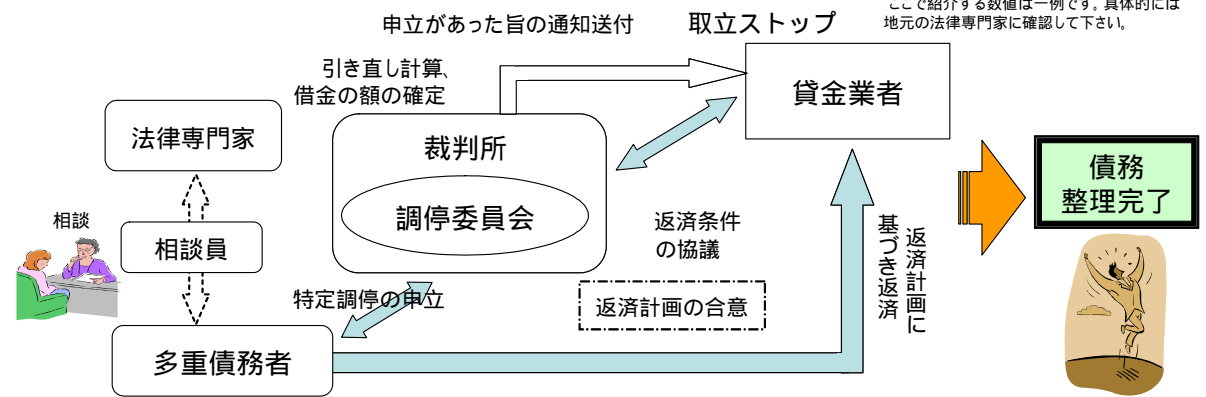 ここで紹介する数値は一例です。具体的には
地元の法律専門家に確認して下さい。
申立があった旨の通知送付
取立ストップ
引き直し計算、
借金の額の確定
貸金業者
法律専門家
裁判所
調停委員会
債務
整理完了
相談
相談員
返済条件
の協議
返済計画に
基づき返済
特定調停の申立
返済計画の合意
多重債務者